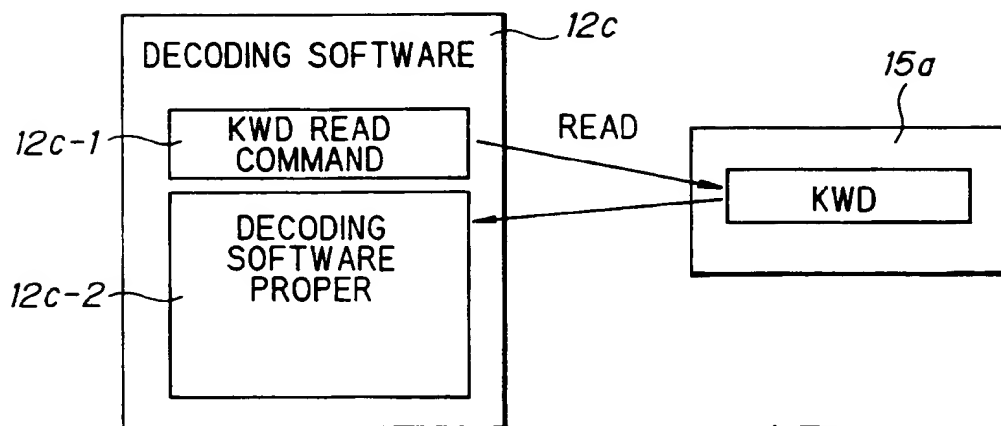 12c
DECODING SOFTWARE
15a
12c-1
KWD READ
COMMAND
READ
KWD
DECODING
SOFTWARE
PROPER
12c-2